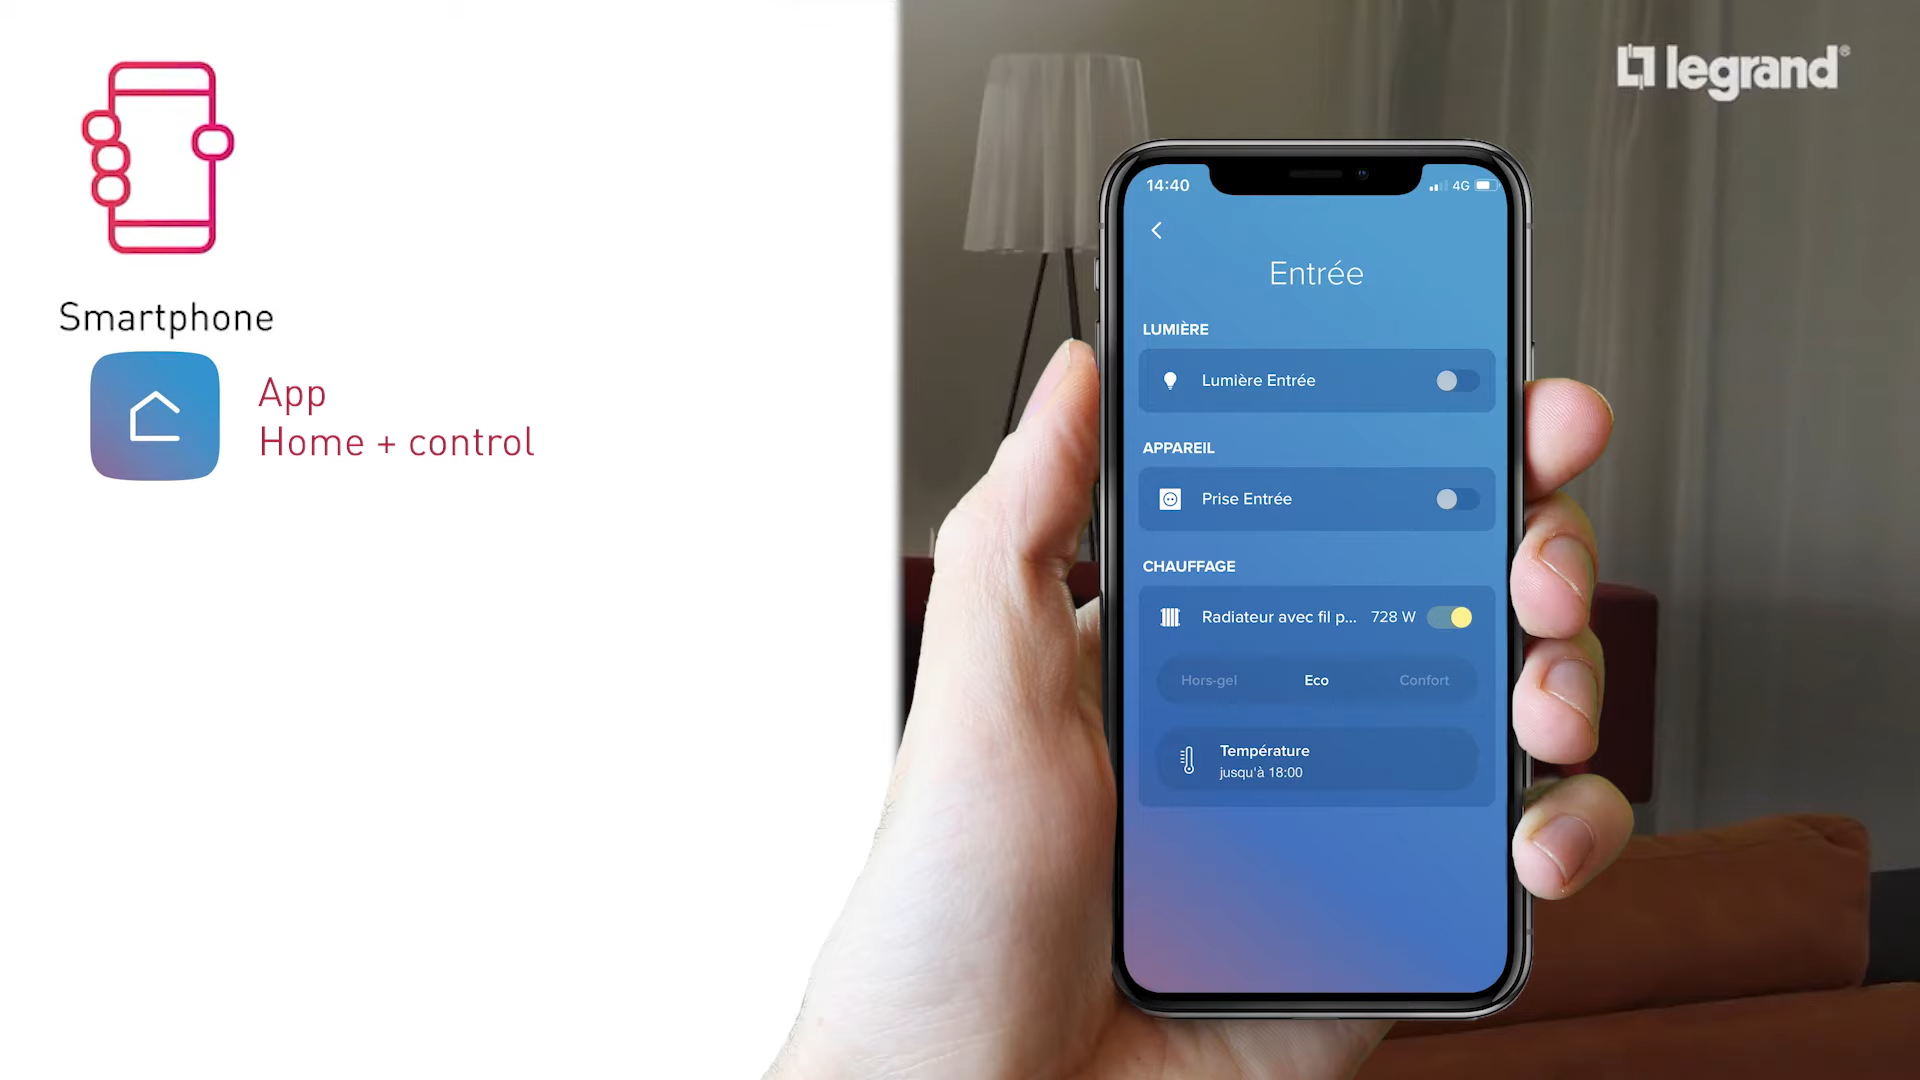 Smartphone
App
Home + control
legrand®
14:40
4G
Entrée
LUMIÈRE
Lumière Entrée
APPAREIL
Prise Entrée
CHAUFFAGE
Radiateur avec fil p... 728 W
Hors-gel Eco Confort
Température
jusqu'à 18:00